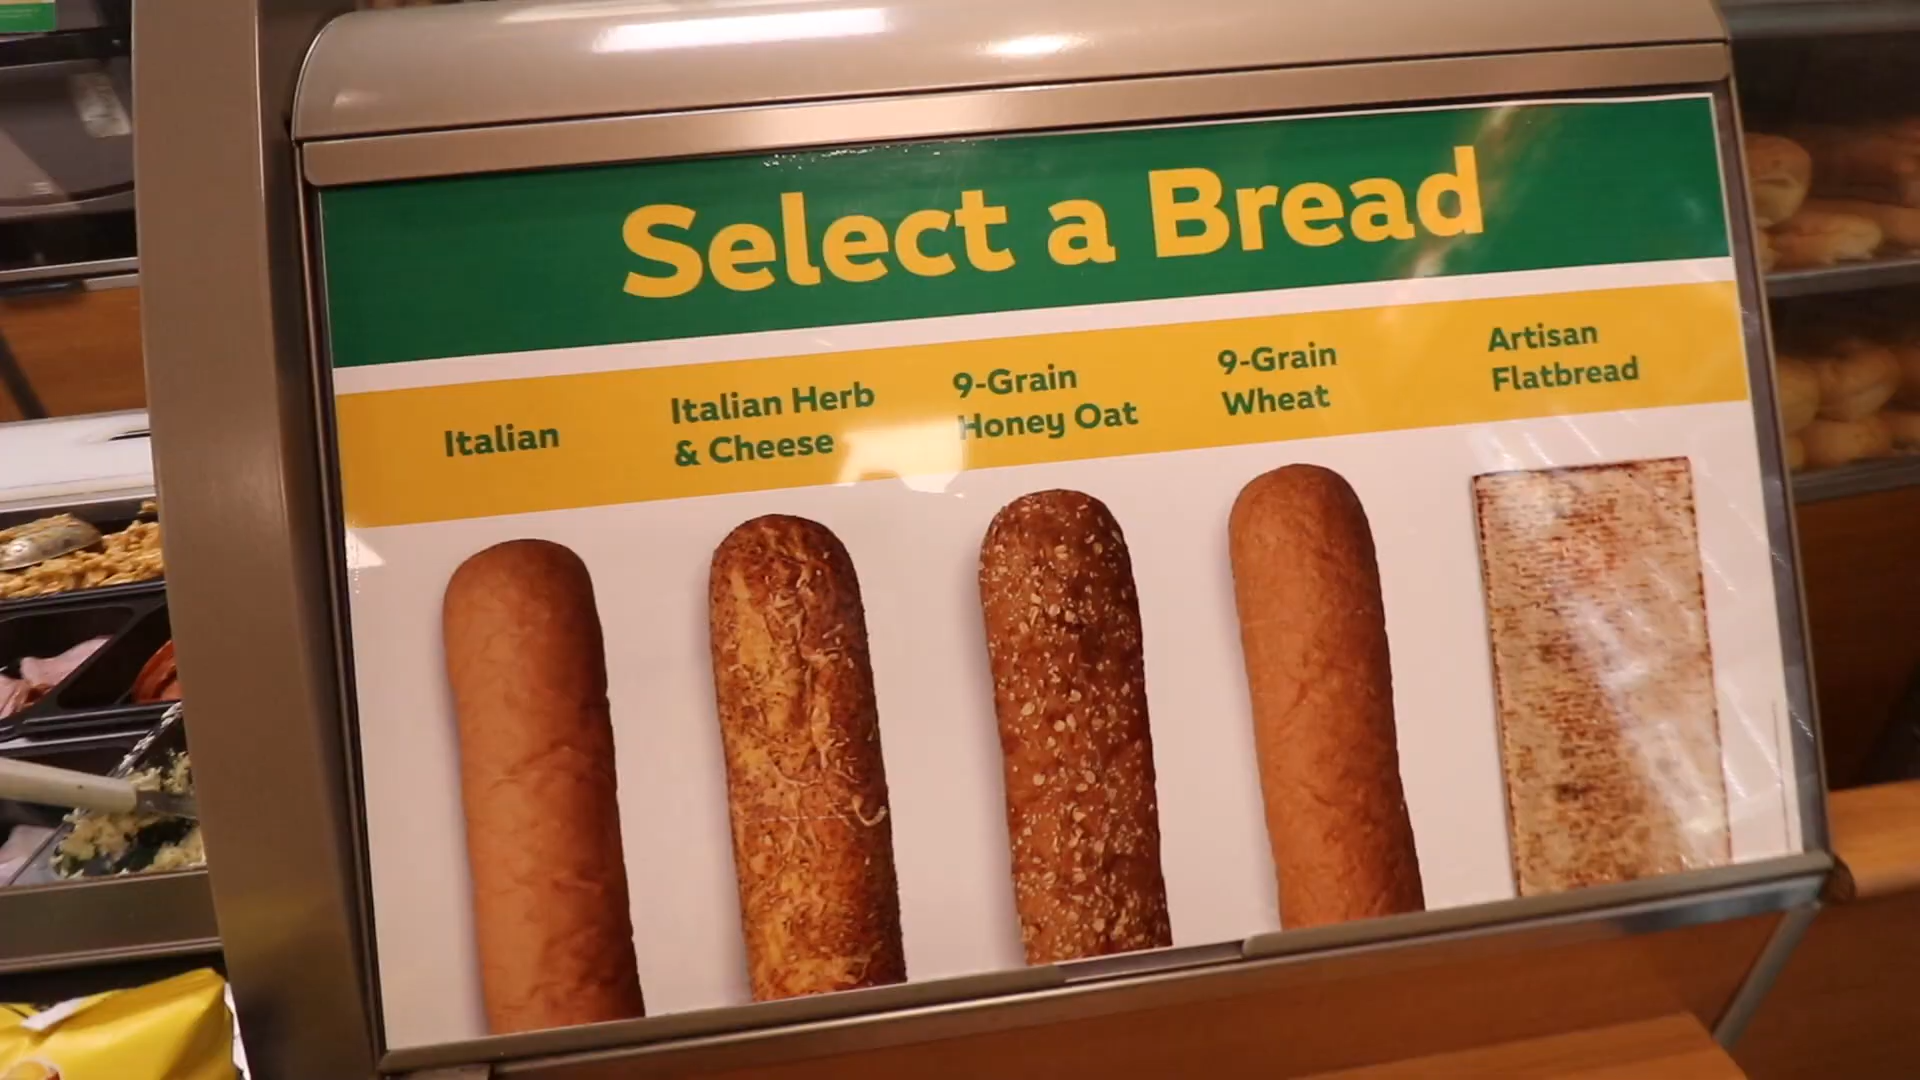 Select a Bread
Italian
Italian Herb
& Cheese
9-Grain
Honey Oat
9-Grain
Wheat
Artisan
Flatbread